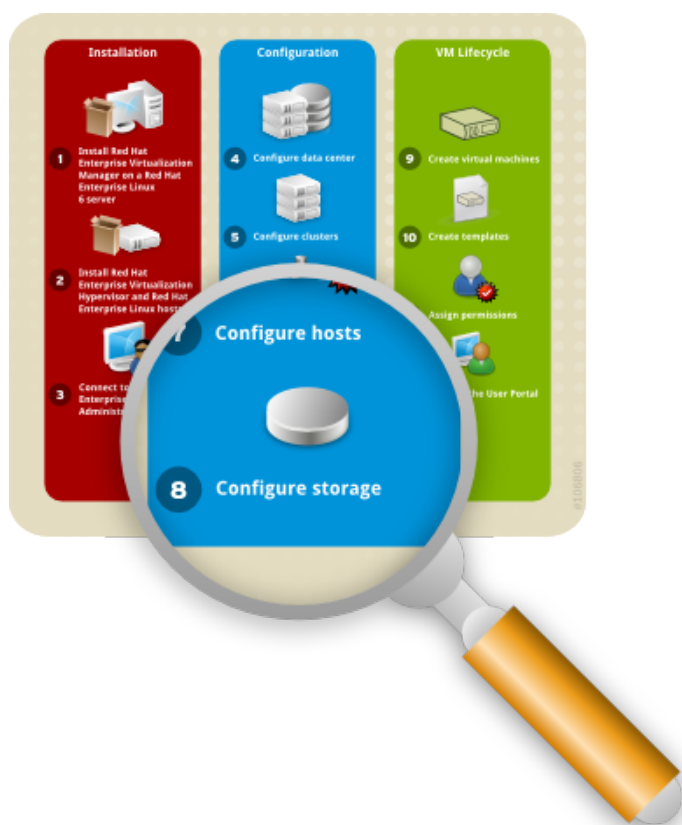 Installation
1
Install Red Hat
Enterprise Virtualization
Manager on a Red Hat
Enterprise Linux
6 server
2
Install Red Hat
Enterprise Virtualization
Hypervisor and Red Hat
Enterprise Linux hosts
3
Connect to
Enterprise
Configuration
4 Configure data center
5 Configure clusters
7 Configure hosts
8 Configure storage
VM Lifecycle
9 Create virtual machines
10 Create templates
Assign permissions
the User Portal
#106806